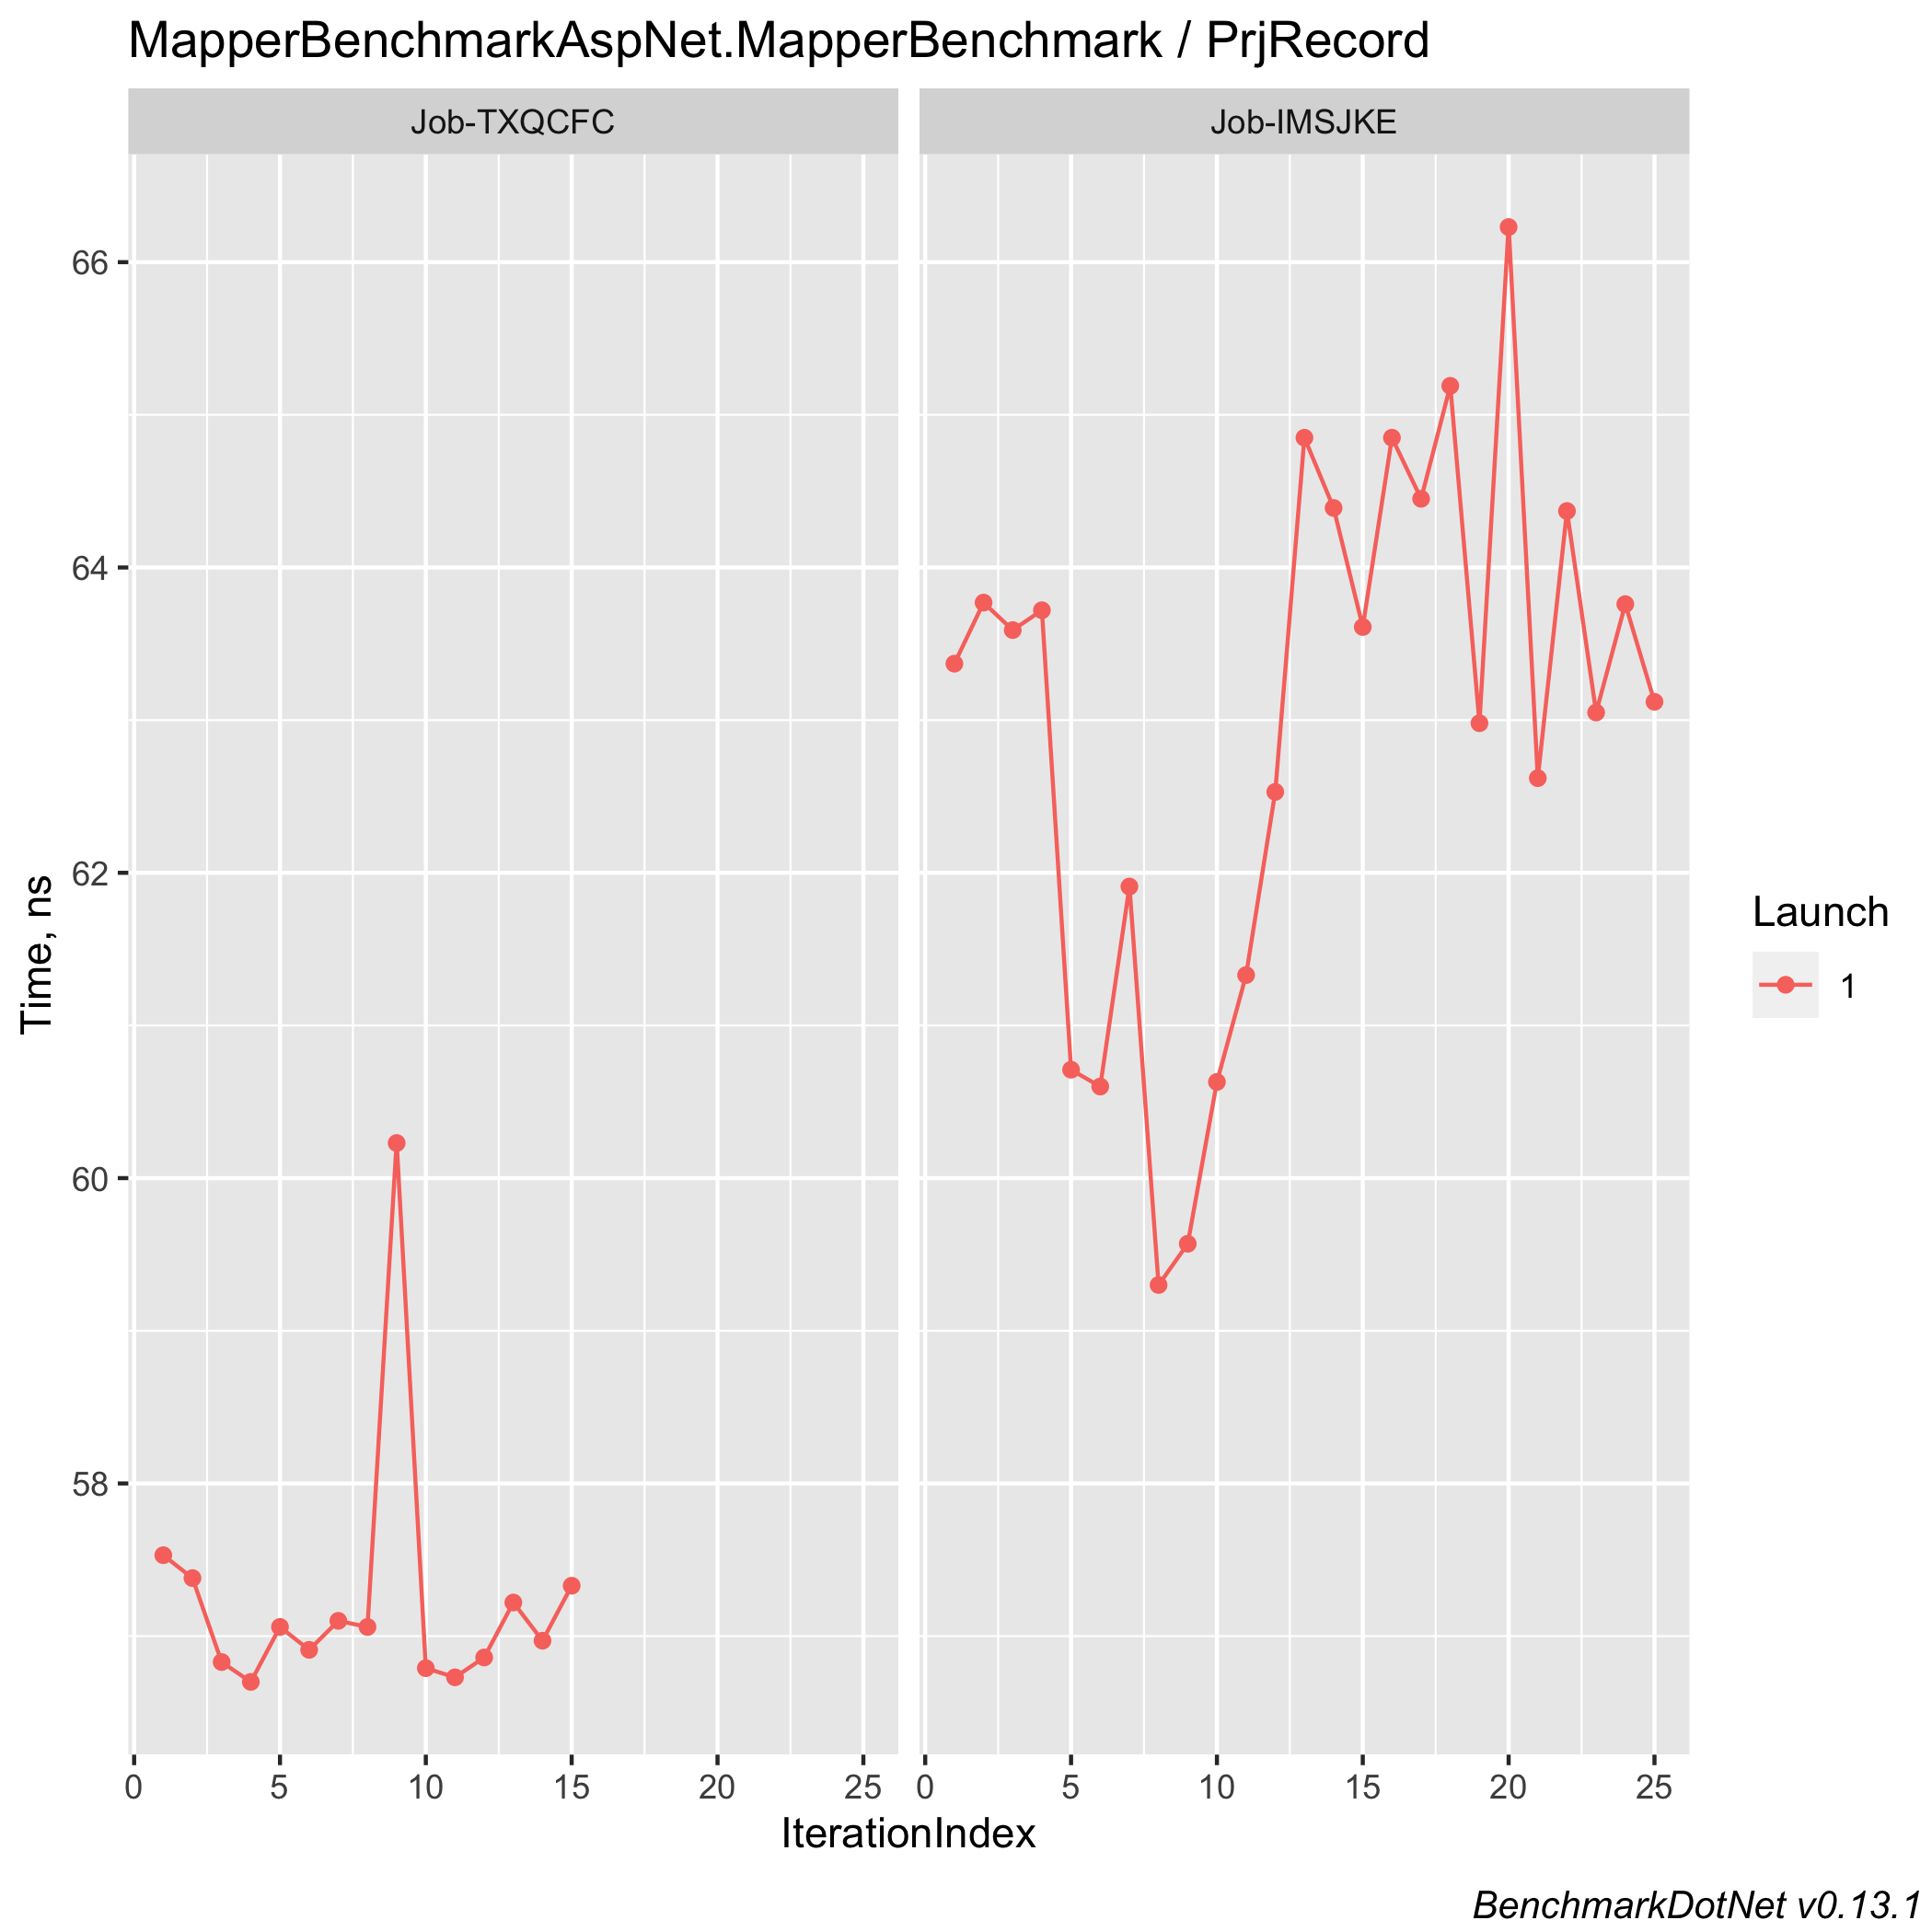 MapperBenchmarkAspNet.MapperBenchmark / PrjRecord
Job-TXQCFC
Job-IMSJKE
66
64
62
60
58
Time, ns
0 5 10 15 20 25
0 5 10 15 20 25
IterationIndex
Launch
1
BenchmarkDotNet v0.13.1